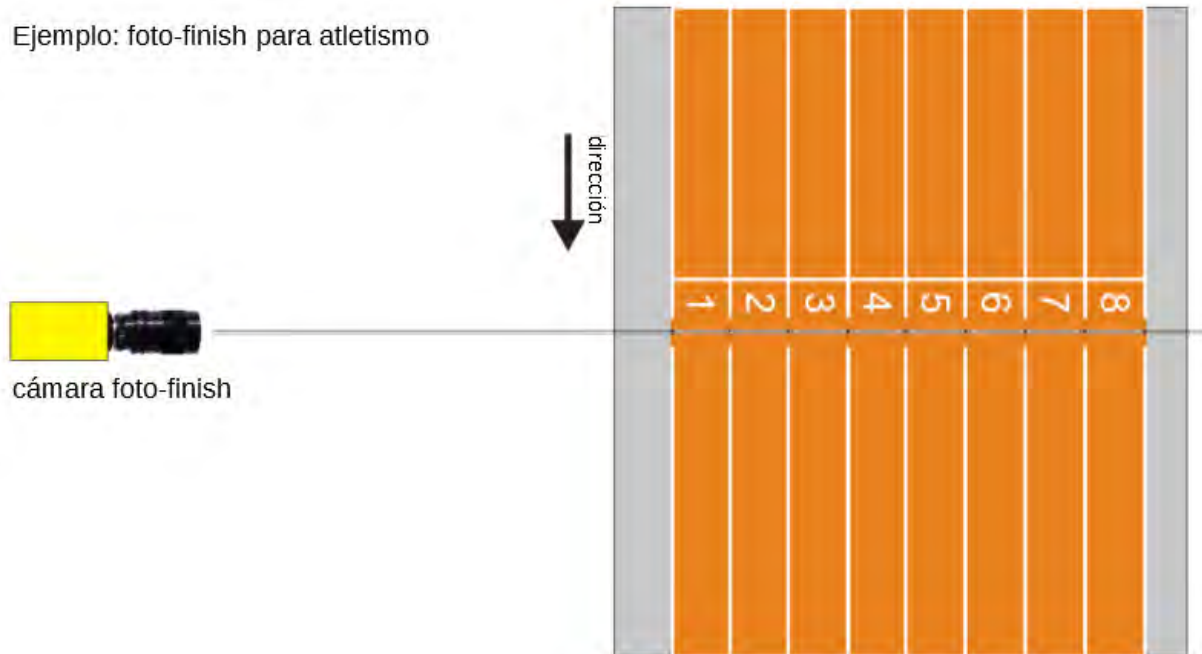 Ejemplo: foto-finish para atletismo
dirección
1 2 3 4 5 6 7 8
cámara foto-finish